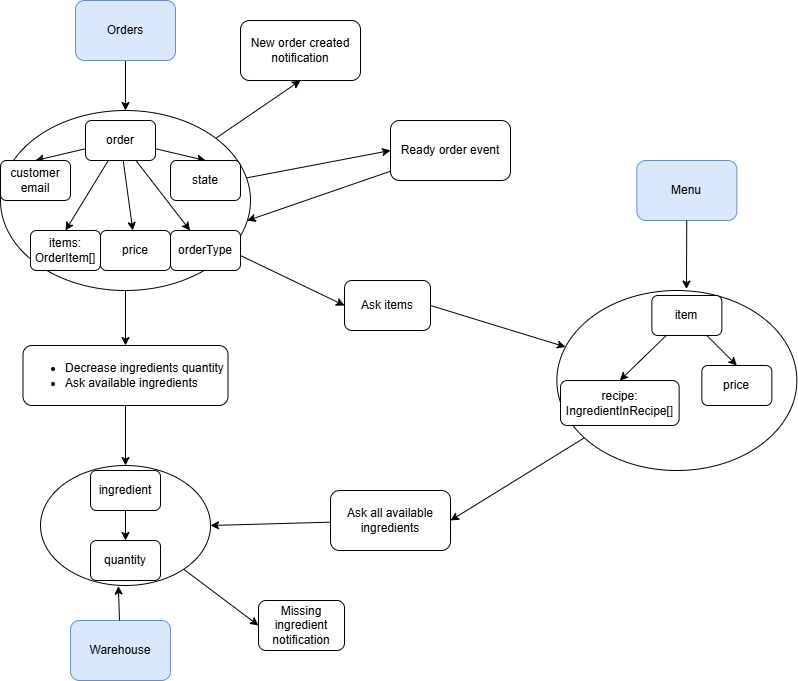 Orders
New order created
notification
order
Ready order event
customer
email
state
Menu
items:
OrderItem[]
price
orderType
Ask items
item
Decrease ingredients quantity
Ask available ingredients
price
recipe:
IngredientInRecipe[]
ingredient
Ask all available
ingredients
quantity
Missing
ingredient
notification
Warehouse